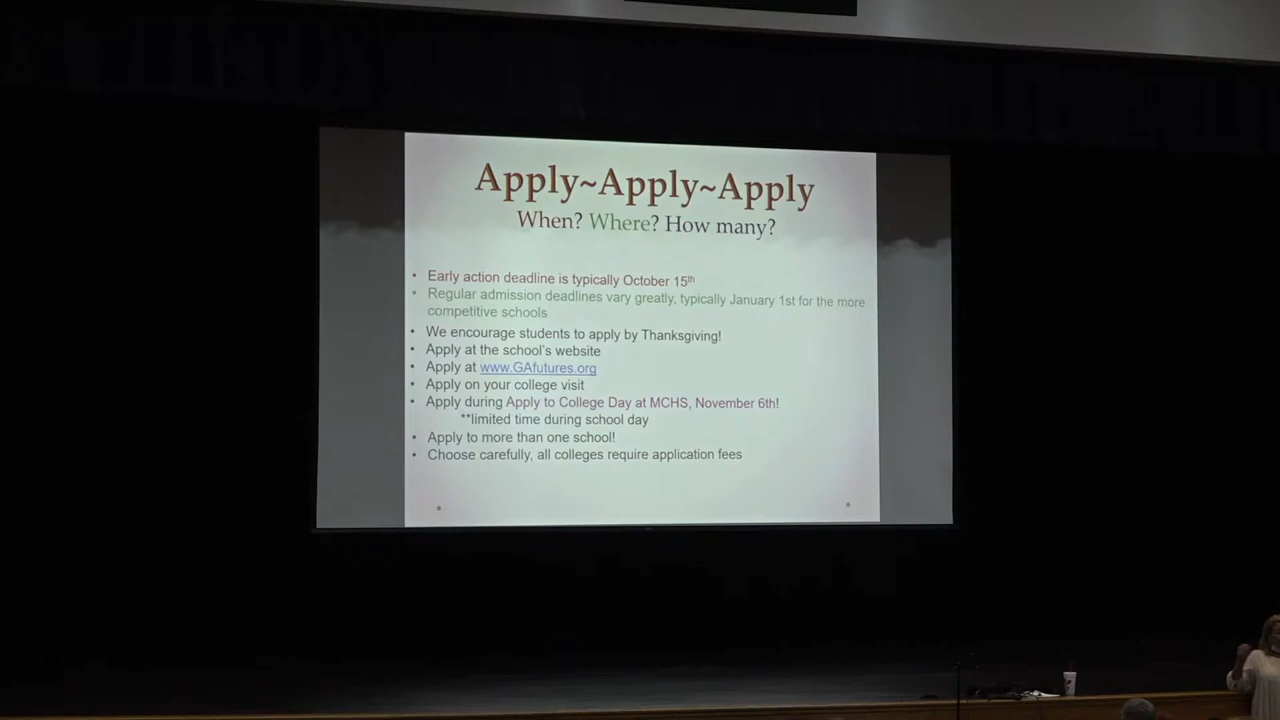 Apply~Apply~Apply
When? Where? How many?
• Early action deadline is typically October 15th
• Regular admission deadlines vary greatly, typically January 1st for the more
competitive schools
• We encourage students to apply by Thanksgiving!
• Apply at the school's website
• Apply at www.GAfutures.org
• Apply on your college visit
• Apply during Apply to College Day at MCHS, November 6th!
**limited time during school day
• Apply to more than one school!
• Choose carefully, all colleges require application fees